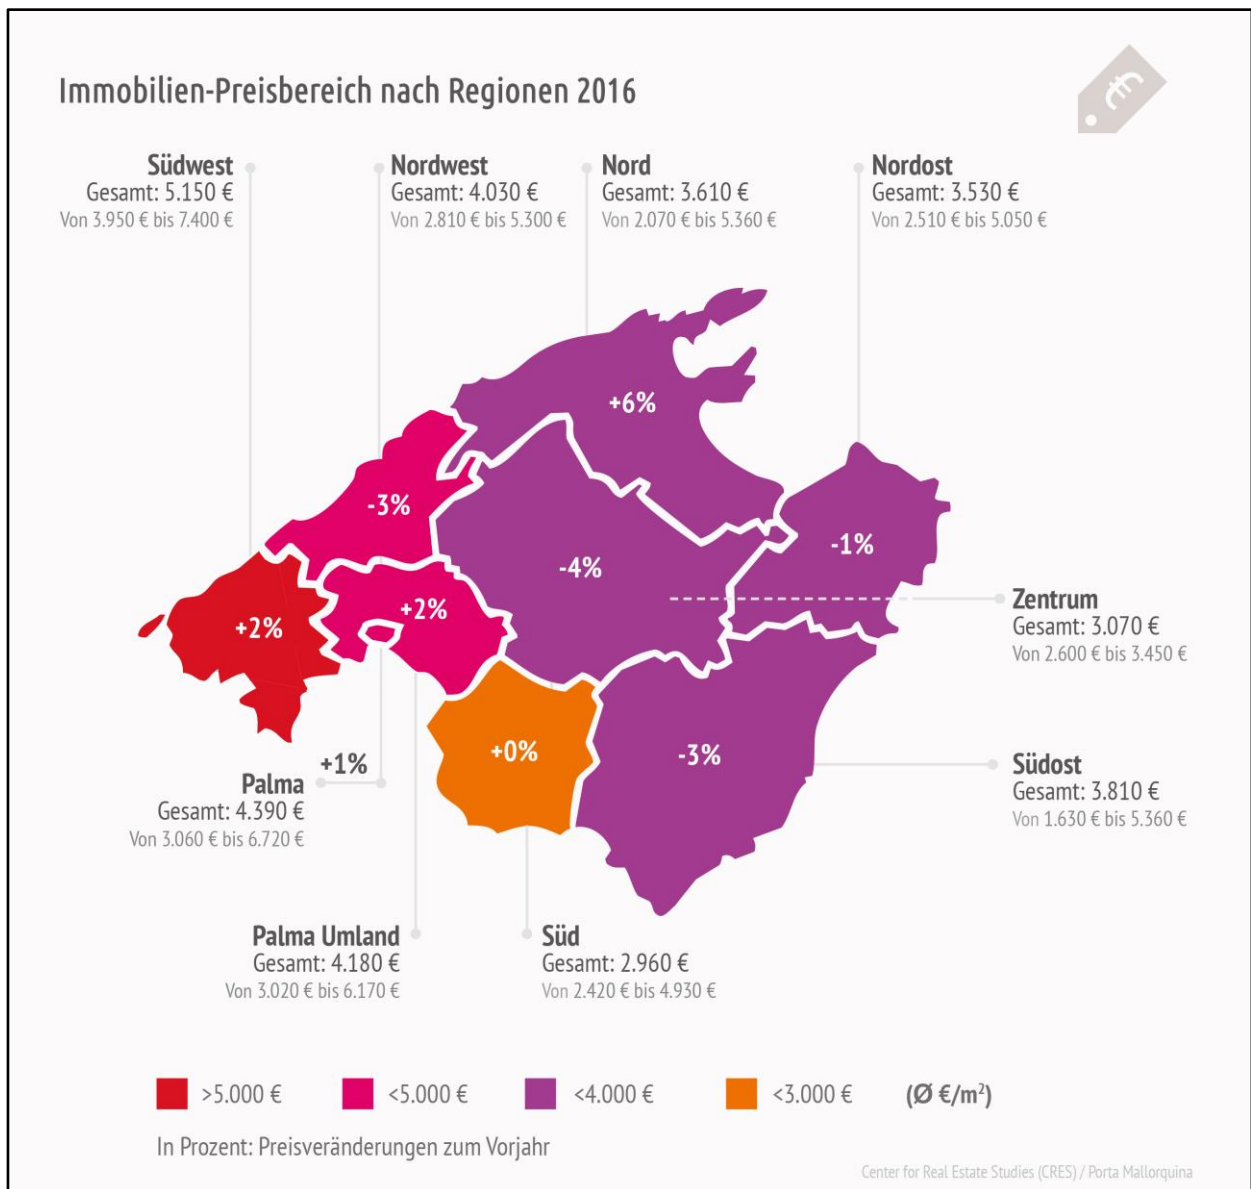 Immobilien-Preisbereich nach Regionen 2016
€
Südwest
Gesamt: 5.150 €
Von 3.950 € bis 7.400 €
Nordwest
Gesamt: 4.030 €
Von 2.810 € bis 5.300 €
Nord
Gesamt: 3.610 €
Von 2.070 € bis 5.360 €
Nordost
Gesamt: 3.530 €
Von 2.510 € bis 5.050 €
+6%
-3%
-1%
-4%
+2%
+2%
Zentrum
Gesamt: 3.070 €
Von 2.600 € bis 3.450 €
+0%
-3%
+1%
Palma
Gesamt: 4.390 €
Von 3.060 € bis 6.720 €
Südost
Gesamt: 3.810 €
Von 1.630 € bis 5.360 €
Palma Umland
Gesamt: 4.180 €
Von 3.020 € bis 6.170 €
Süd
Gesamt: 2.960 €
Von 2.420 € bis 4.930 €
>5.000 € <5.000 € <4.000 € <3.000 € (Ø €/m²)
In Prozent: Preisveränderungen zum Vorjahr
Center for Real Estate Studies (CRES) / Porta Mallorquina